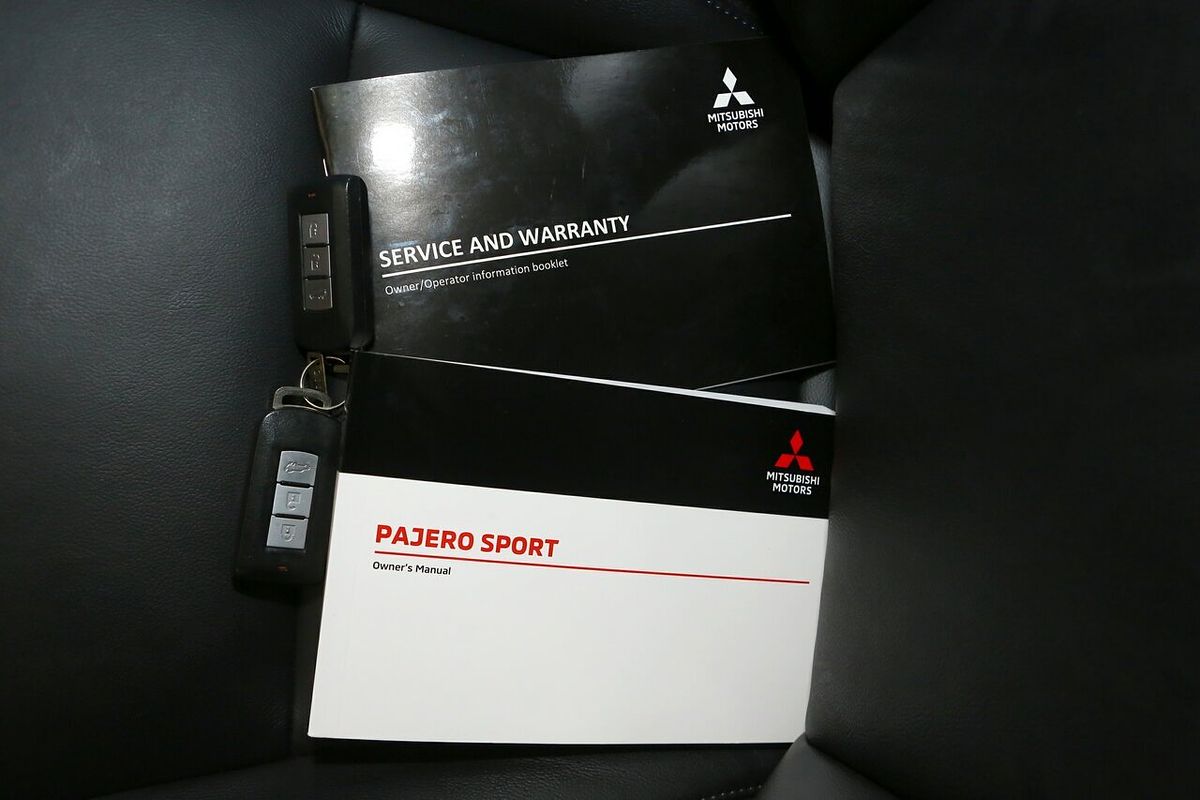 MITSUBISHI
MOTORS
SERVICE AND WARRANTY
Owner/Operator information booklet
MITSUBISHI
MOTORS
PAJERO SPORT
Owner's Manual